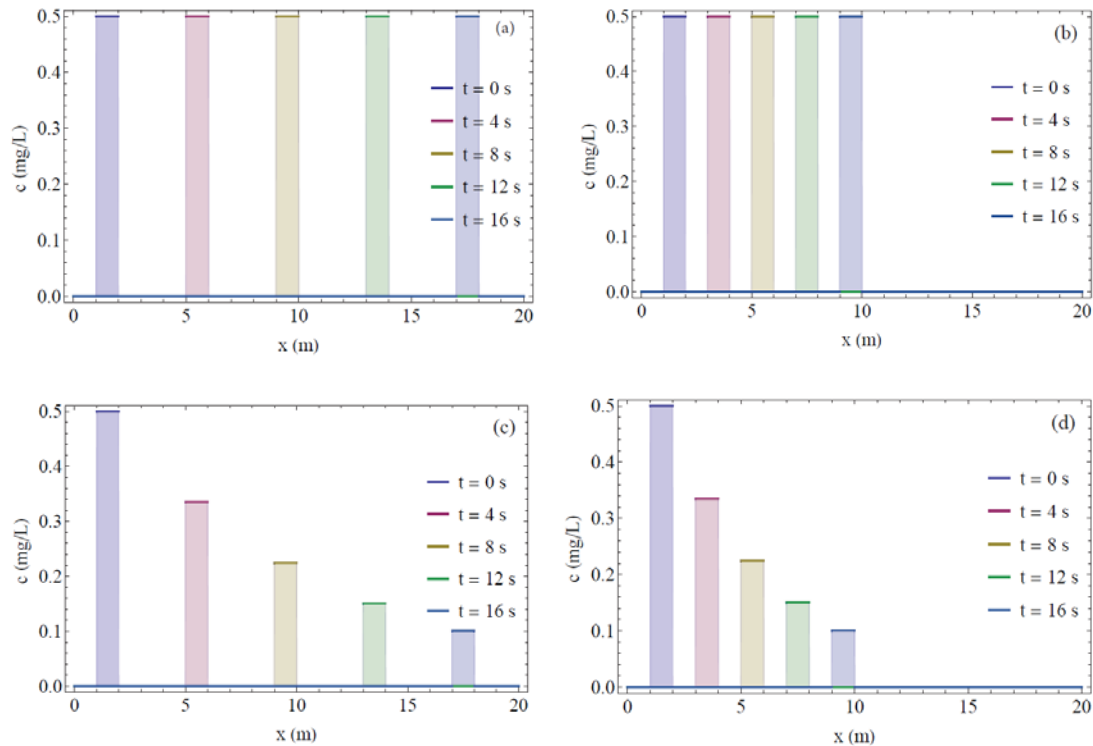 (a)
0.5
0.4
0.3
0.2
0.1
0.0
c (mg/L)
t = 0 s
t = 4 s
t = 8 s
t = 12 s
t = 16 s
0 5 10 15 20
x (m)
(b)
0.5
0.4
0.3
0.2
0.1
0.0
c (mg/L)
t = 0 s
t = 4 s
t = 8 s
t = 12 s
t = 16 s
0 5 10 15 20
x (m)
(c)
0.5
0.4
0.3
0.2
0.1
0.0
c (mg/L)
t = 0 s
t = 4 s
t = 8 s
t = 12 s
t = 16 s
0 5 10 15 20
x (m)
(d)
0.5
0.4
0.3
0.2
0.1
0.0
c (mg/L)
t = 0 s
t = 4 s
t = 8 s
t = 12 s
t = 16 s
0 5 10 15 20
x (m)